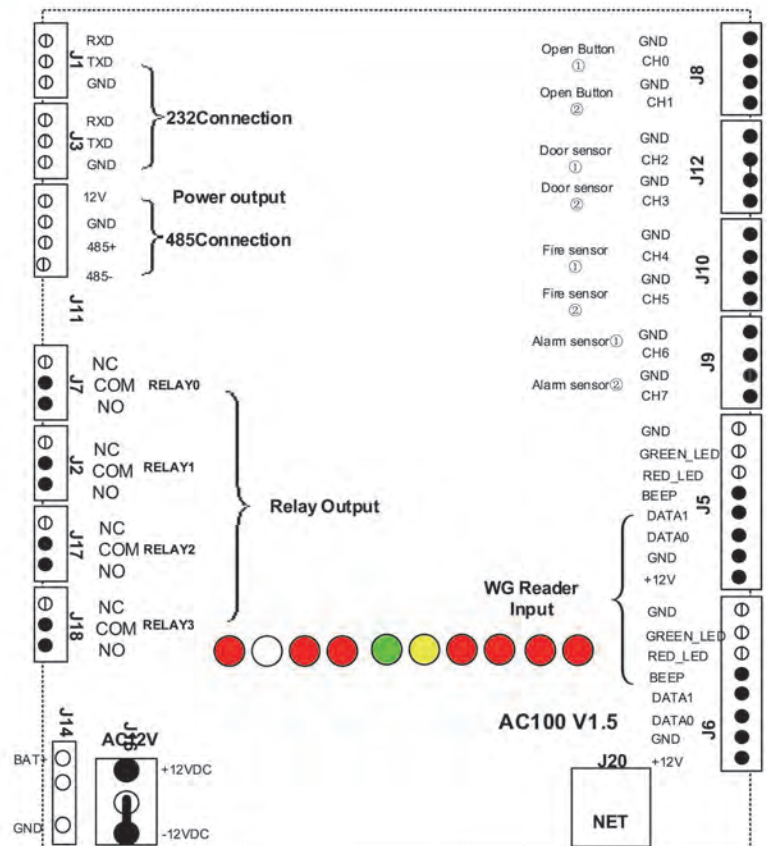 J1
RXD
TXD
GND
J3
RXD
TXD
GND
232Connection
12V
GND
485+
485-
Power output
485Connection
J11
J7
NC
COM
NO
RELAY0
J2
NC
COM
NO
RELAY1
J17
NC
COM
NO
RELAY2
J18
NC
COM
NO
RELAY3
Relay Output
J14
BAT+
GND
AC12V
J16
+12VDC
-12VDC
Open Button
①
Open Button
②
GND
CH0
GND
CH1
J8
Door sensor
①
Door sensor
②
GND
CH2
GND
CH3
J12
Fire sensor
①
Fire sensor
②
GND
CH4
GND
CH5
J10
Alarm sensor①
Alarm sensor②
GND
CH6
GND
CH7
J9
GND
GREEN_LED
RED_LED
BEEP
DATA1
DATA0
GND
+12V
J5
WG Reader
Input
GND
GREEN_LED
RED_LED
BEEP
DATA1
DATA0
GND
+12V
J6
AC100 V1.5
J20
NET